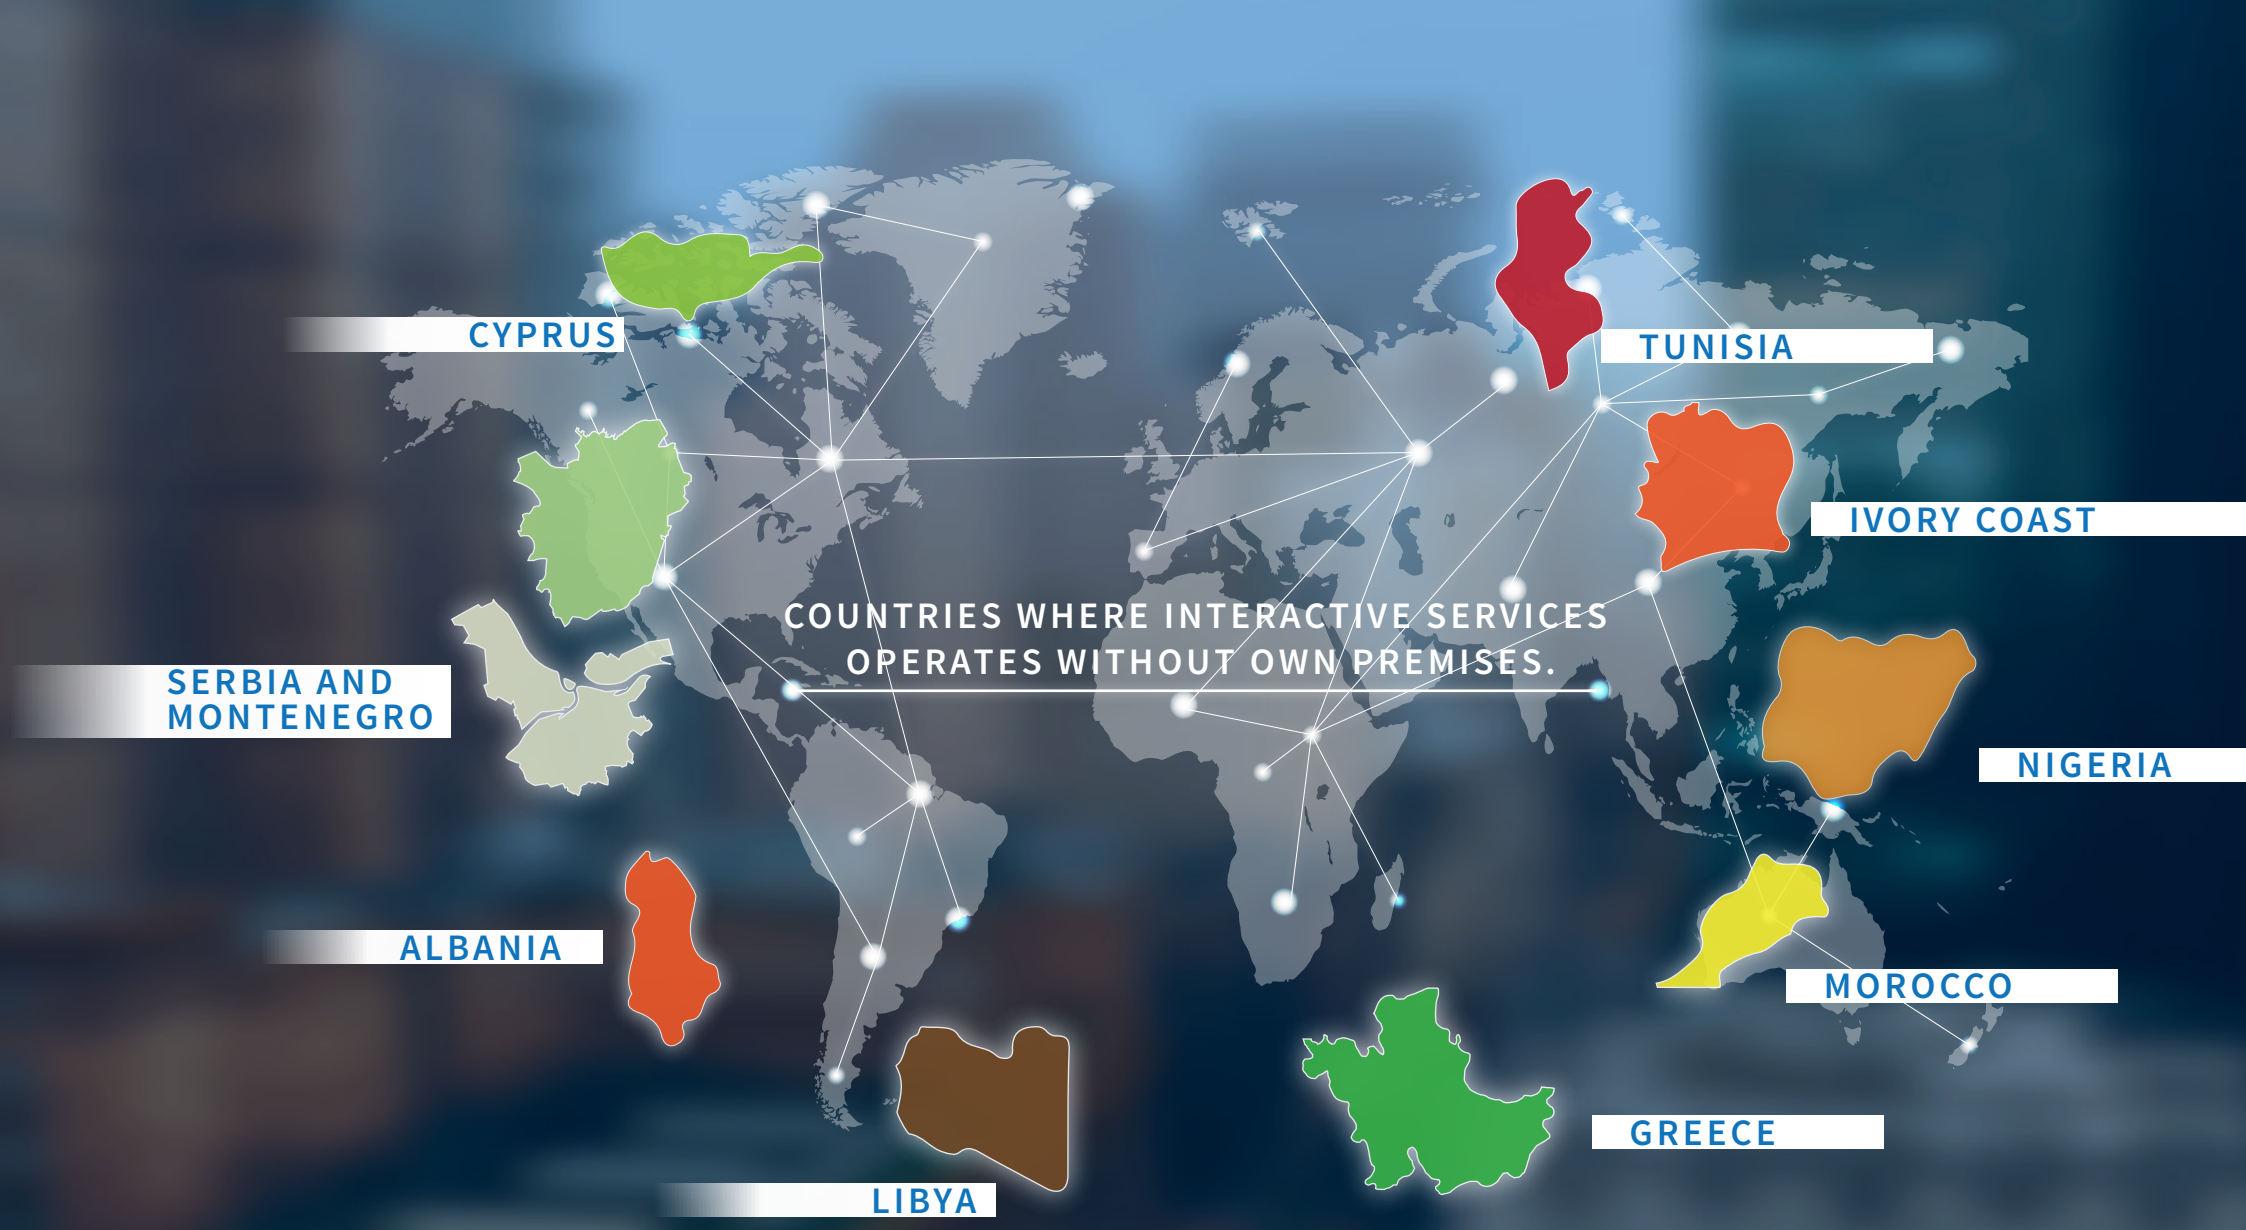 CYPRUS
TUNISIA
IVORY COAST
COUNTRIES WHERE INTERACTIVE SERVICES
OPERATES WITHOUT OWN PREMISES.
SERBIA AND
MONTENEGRO
NIGERIA
ALBANIA
MOROCCO
GREECE
LIBYA